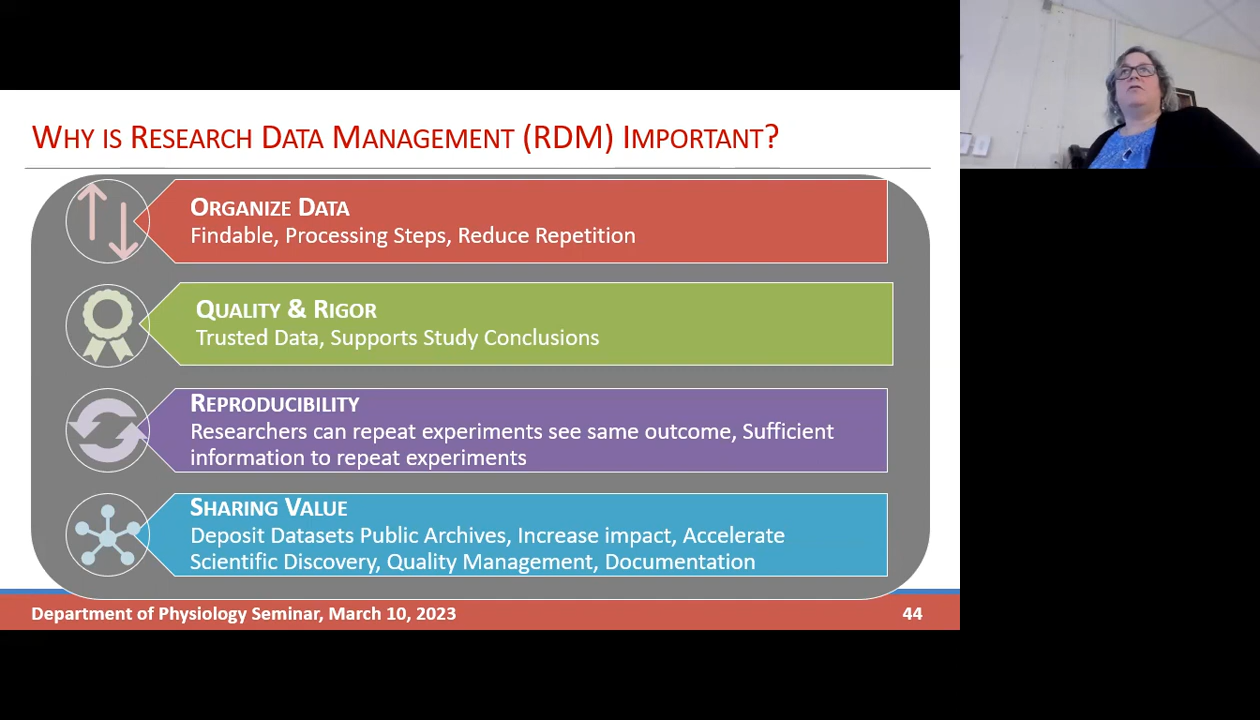 WHY IS RESEARCH DATA MANAGEMENT (RDM) IMPORTANT?
ORGANIZE DATA
Findable, Processing Steps, Reduce Repetition
QUALITY & RIGOR
Trusted Data, Supports Study Conclusions
REPRODUCIBILITY
Researchers can repeat experiments see same outcome, Sufficient
information to repeat experiments
SHARING VALUE
Deposit Datasets Public Archives, Increase impact, Accelerate
Scientific Discovery, Quality Management, Documentation
Department of Physiology Seminar, March 10, 2023
44